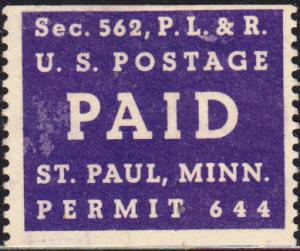 Sec. 562, P.L. & R.
U.S. POSTAGE
PAID
ST. PAUL, MINN.
PERMIT 644